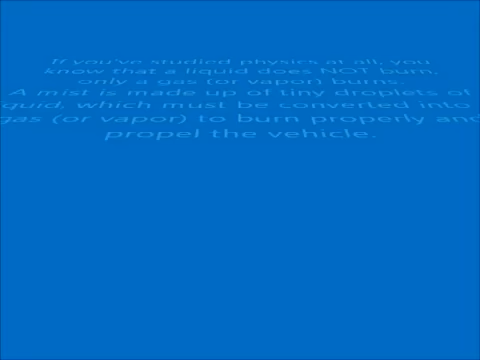 If you've studied physics at all, you
know that a liquid does NOT burn,
only a gas (or vapor) burns.
A mist is made up of tiny droplets of
liquid, which must be converted into
gas (or vapor) to burn properly and
propel the vehicle.